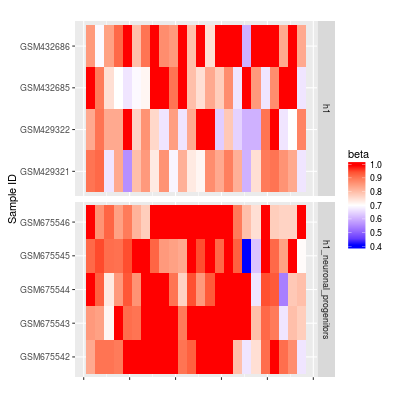 Sample ID
GSM432686
GSM432685
GSM429322
GSM429321
h1
GSM675546
GSM675545
GSM675544
GSM675543
GSM675542
h1_neuronal_progenitors
beta
1.0
0.9
0.8
0.7
0.6
0.5
0.4